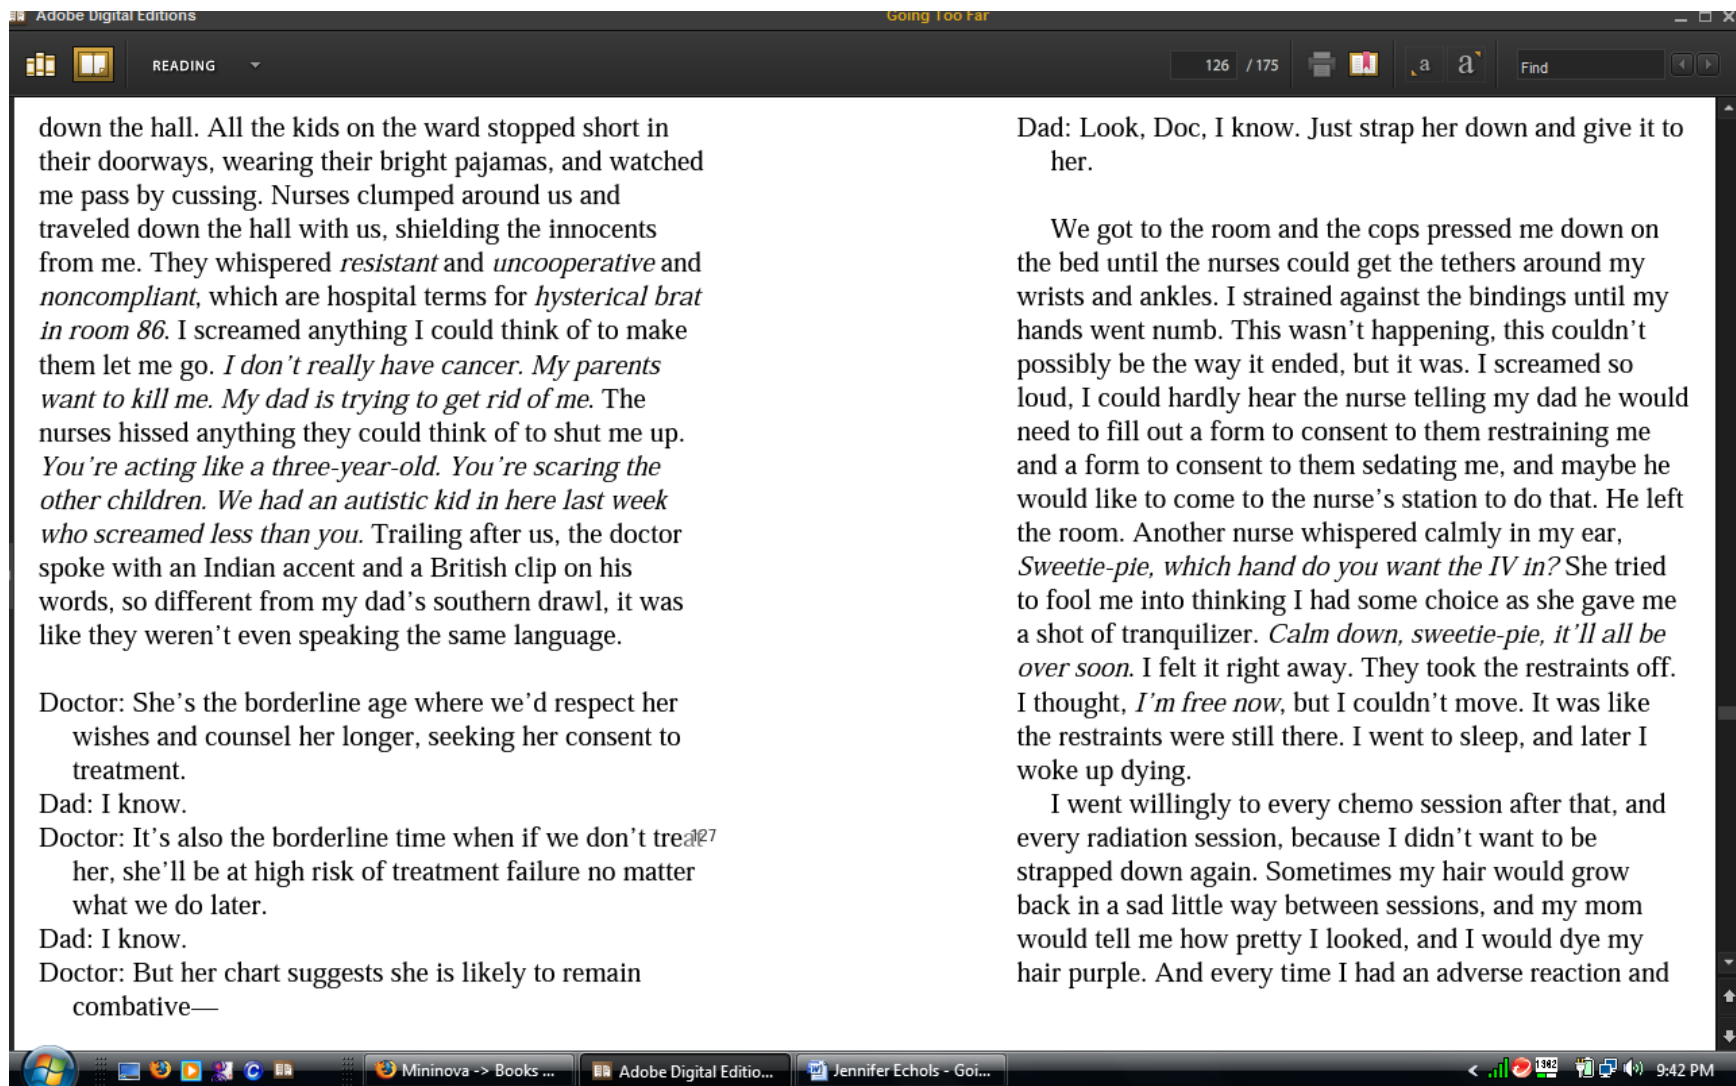 Adobe Digital Editions
Going Too Far
READING
126 / 175
a
a
Find
down the hall. All the kids on the ward stopped short in
their doorways, wearing their bright pajamas, and watched
me pass by cussing. Nurses clumped around us and
traveled down the hall with us, shielding the innocents
from me. They whispered resistant and uncooperative and
noncompliant, which are hospital terms for hysterical brat
in room 86. I screamed anything I could think of to make
them let me go. I don't really have cancer. My parents
want to kill me. My dad is trying to get rid of me. The
nurses hissed anything they could think of to shut me up.
You're acting like a three-year-old. You're scaring the
other children. We had an autistic kid in here last week
who screamed less than you. Trailing after us, the doctor
spoke with an Indian accent and a British clip on his
words, so different from my dad's southern drawl, it was
like they weren't even speaking the same language.
Doctor: She's the borderline age where we'd respect her
wishes and counsel her longer, seeking her consent to
treatment.
Dad: I know.
Doctor: It's also the borderline time when if we don't treat
127
her, she'll be at high risk of treatment failure no matter
what we do later.
Dad: I know.
Doctor: But her chart suggests she is likely to remain
combative—
Dad: Look, Doc, I know. Just strap her down and give it to
her.
We got to the room and the cops pressed me down on
the bed until the nurses could get the tethers around my
wrists and ankles. I strained against the bindings until my
hands went numb. This wasn't happening, this couldn't
possibly be the way it ended, but it was. I screamed so
loud, I could hardly hear the nurse telling my dad he would
need to fill out a form to consent to them restraining me
and a form to consent to them sedating me, and maybe he
would like to come to the nurse's station to do that. He left
the room. Another nurse whispered calmly in my ear,
Sweetie-pie, which hand do you want the IV in? She tried
to fool me into thinking I had some choice as she gave me
a shot of tranquilizer. Calm down, sweetie-pie, it'll all be
over soon. I felt it right away. They took the restraints off.
I thought, I'm free now, but I couldn't move. It was like
the restraints were still there. I went to sleep, and later I
woke up dying.
I went willingly to every chemo session after that, and
every radiation session, because I didn't want to be
strapped down again. Sometimes my hair would grow
back in a sad little way between sessions, and my mom
would tell me how pretty I looked, and I would dye my
hair purple. And every time I had an adverse reaction and
Mininova -> Books ...
Adobe Digital Editio...
Jennifer Echols - Goi...
9:42 PM